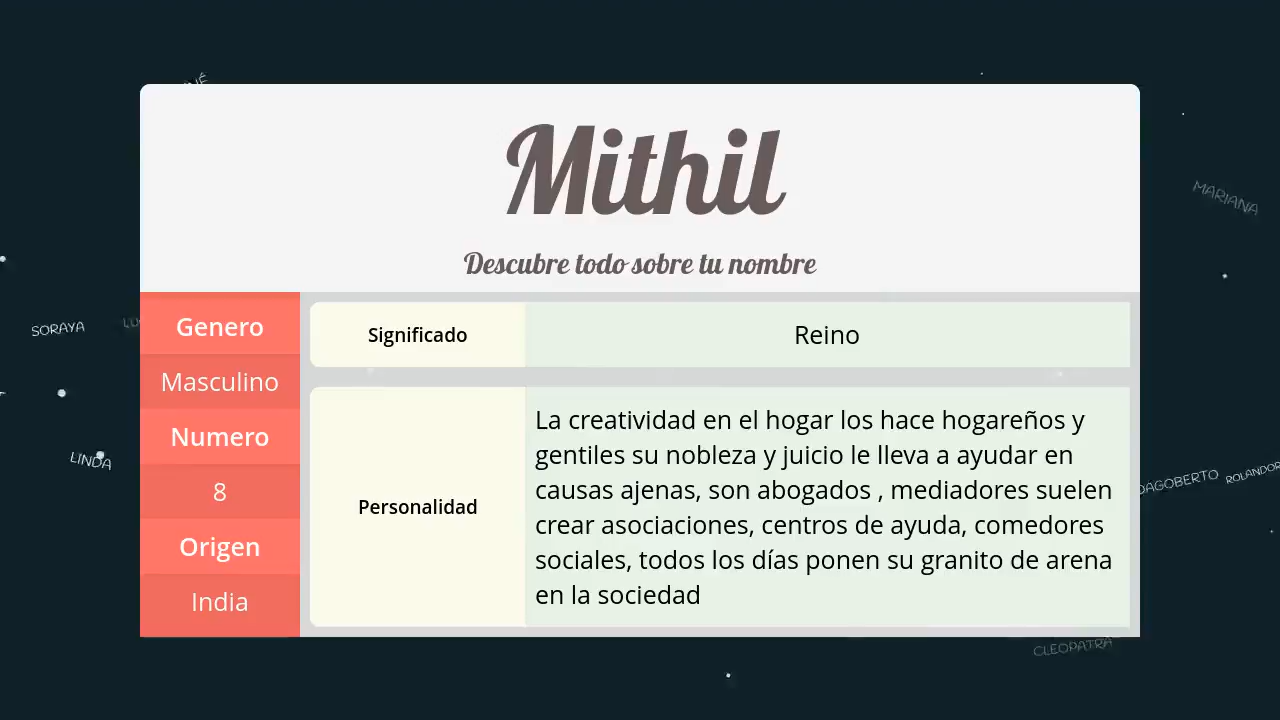 NÉ
Mithil
Descubre todo sobre tu nombre
MARIANA
SORAYA
LU
Genero
Masculino
Numero
8
Origen
India
Significado
Reino
Personalidad
La creatividad en el hogar los hace hogareños y
gentiles su nobleza y juicio le lleva a ayudar en
causas ajenas, son abogados , mediadores suelen
crear asociaciones, centros de ayuda, comedores
sociales, todos los días ponen su granito de arena
en la sociedad
LINDA
DAGOBERTO
ROLANDOR
CLEOPATRA